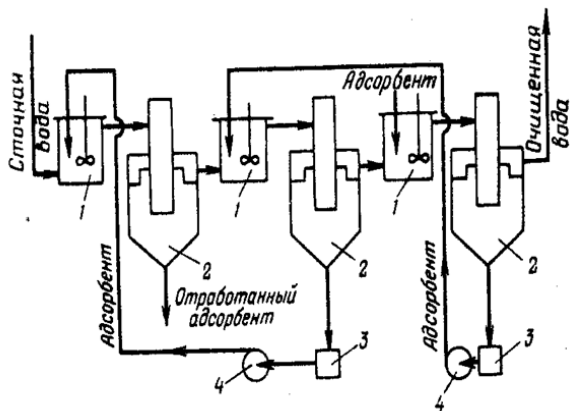 Сточная
вода
Адсорбент
Очищенная
вода
1
1
1
2
2
2
Адсорбент
Отработанный
адсорбент
Адсорбент
3
3
4
4